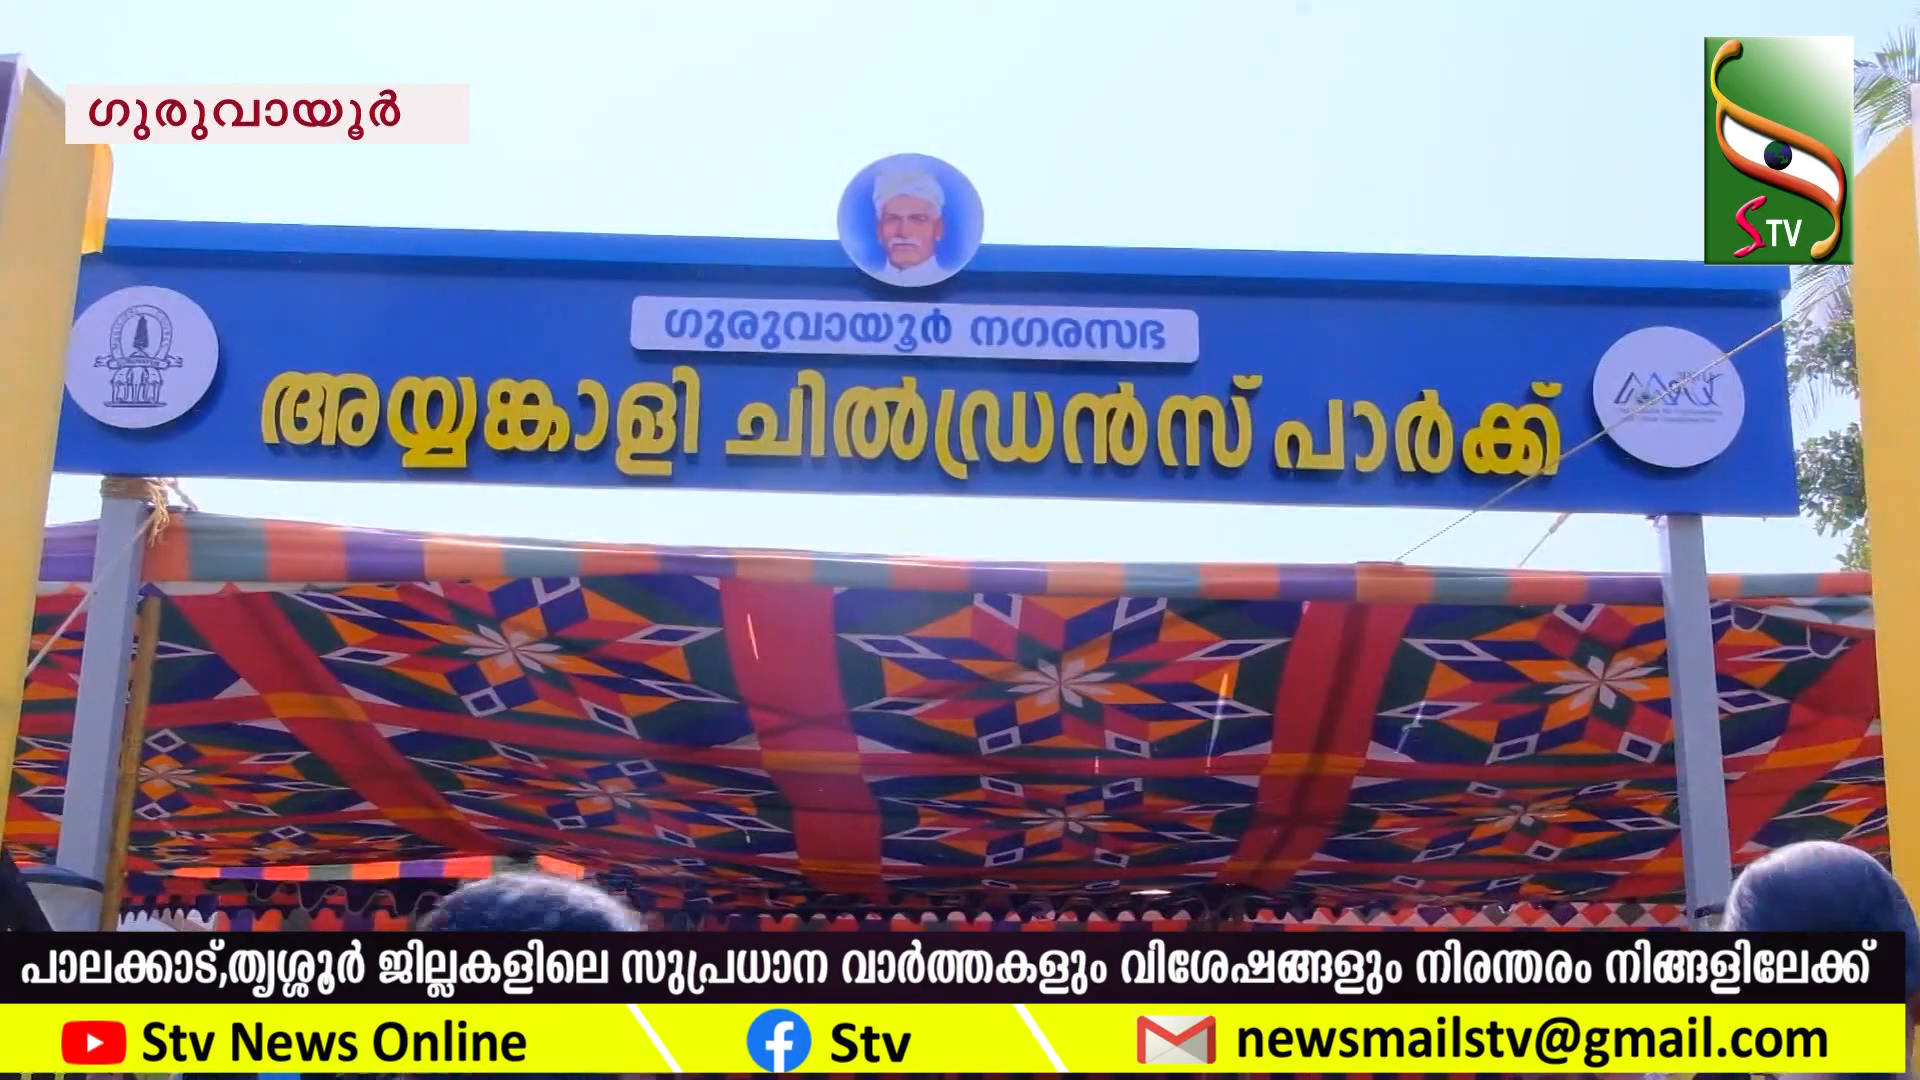 ഗുരുവായൂർ
STV
ഗുരുവായൂർ നഗരസഭ
അയ്യങ്കാളി ചിൽഡ്രൻസ് പാർക്ക്
പാലക്കാട്,തൃശ്ശൂർ ജില്ലകളിലെ സുപ്രധാന വാർത്തകളും വിശേഷങ്ങളും നിരന്തരം നിങ്ങളിലേക്ക്
Stv News Online
Stv
newsmailstv@gmail.com